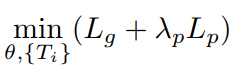 min (L_g + λ_p L_p)
θ,{T_i}